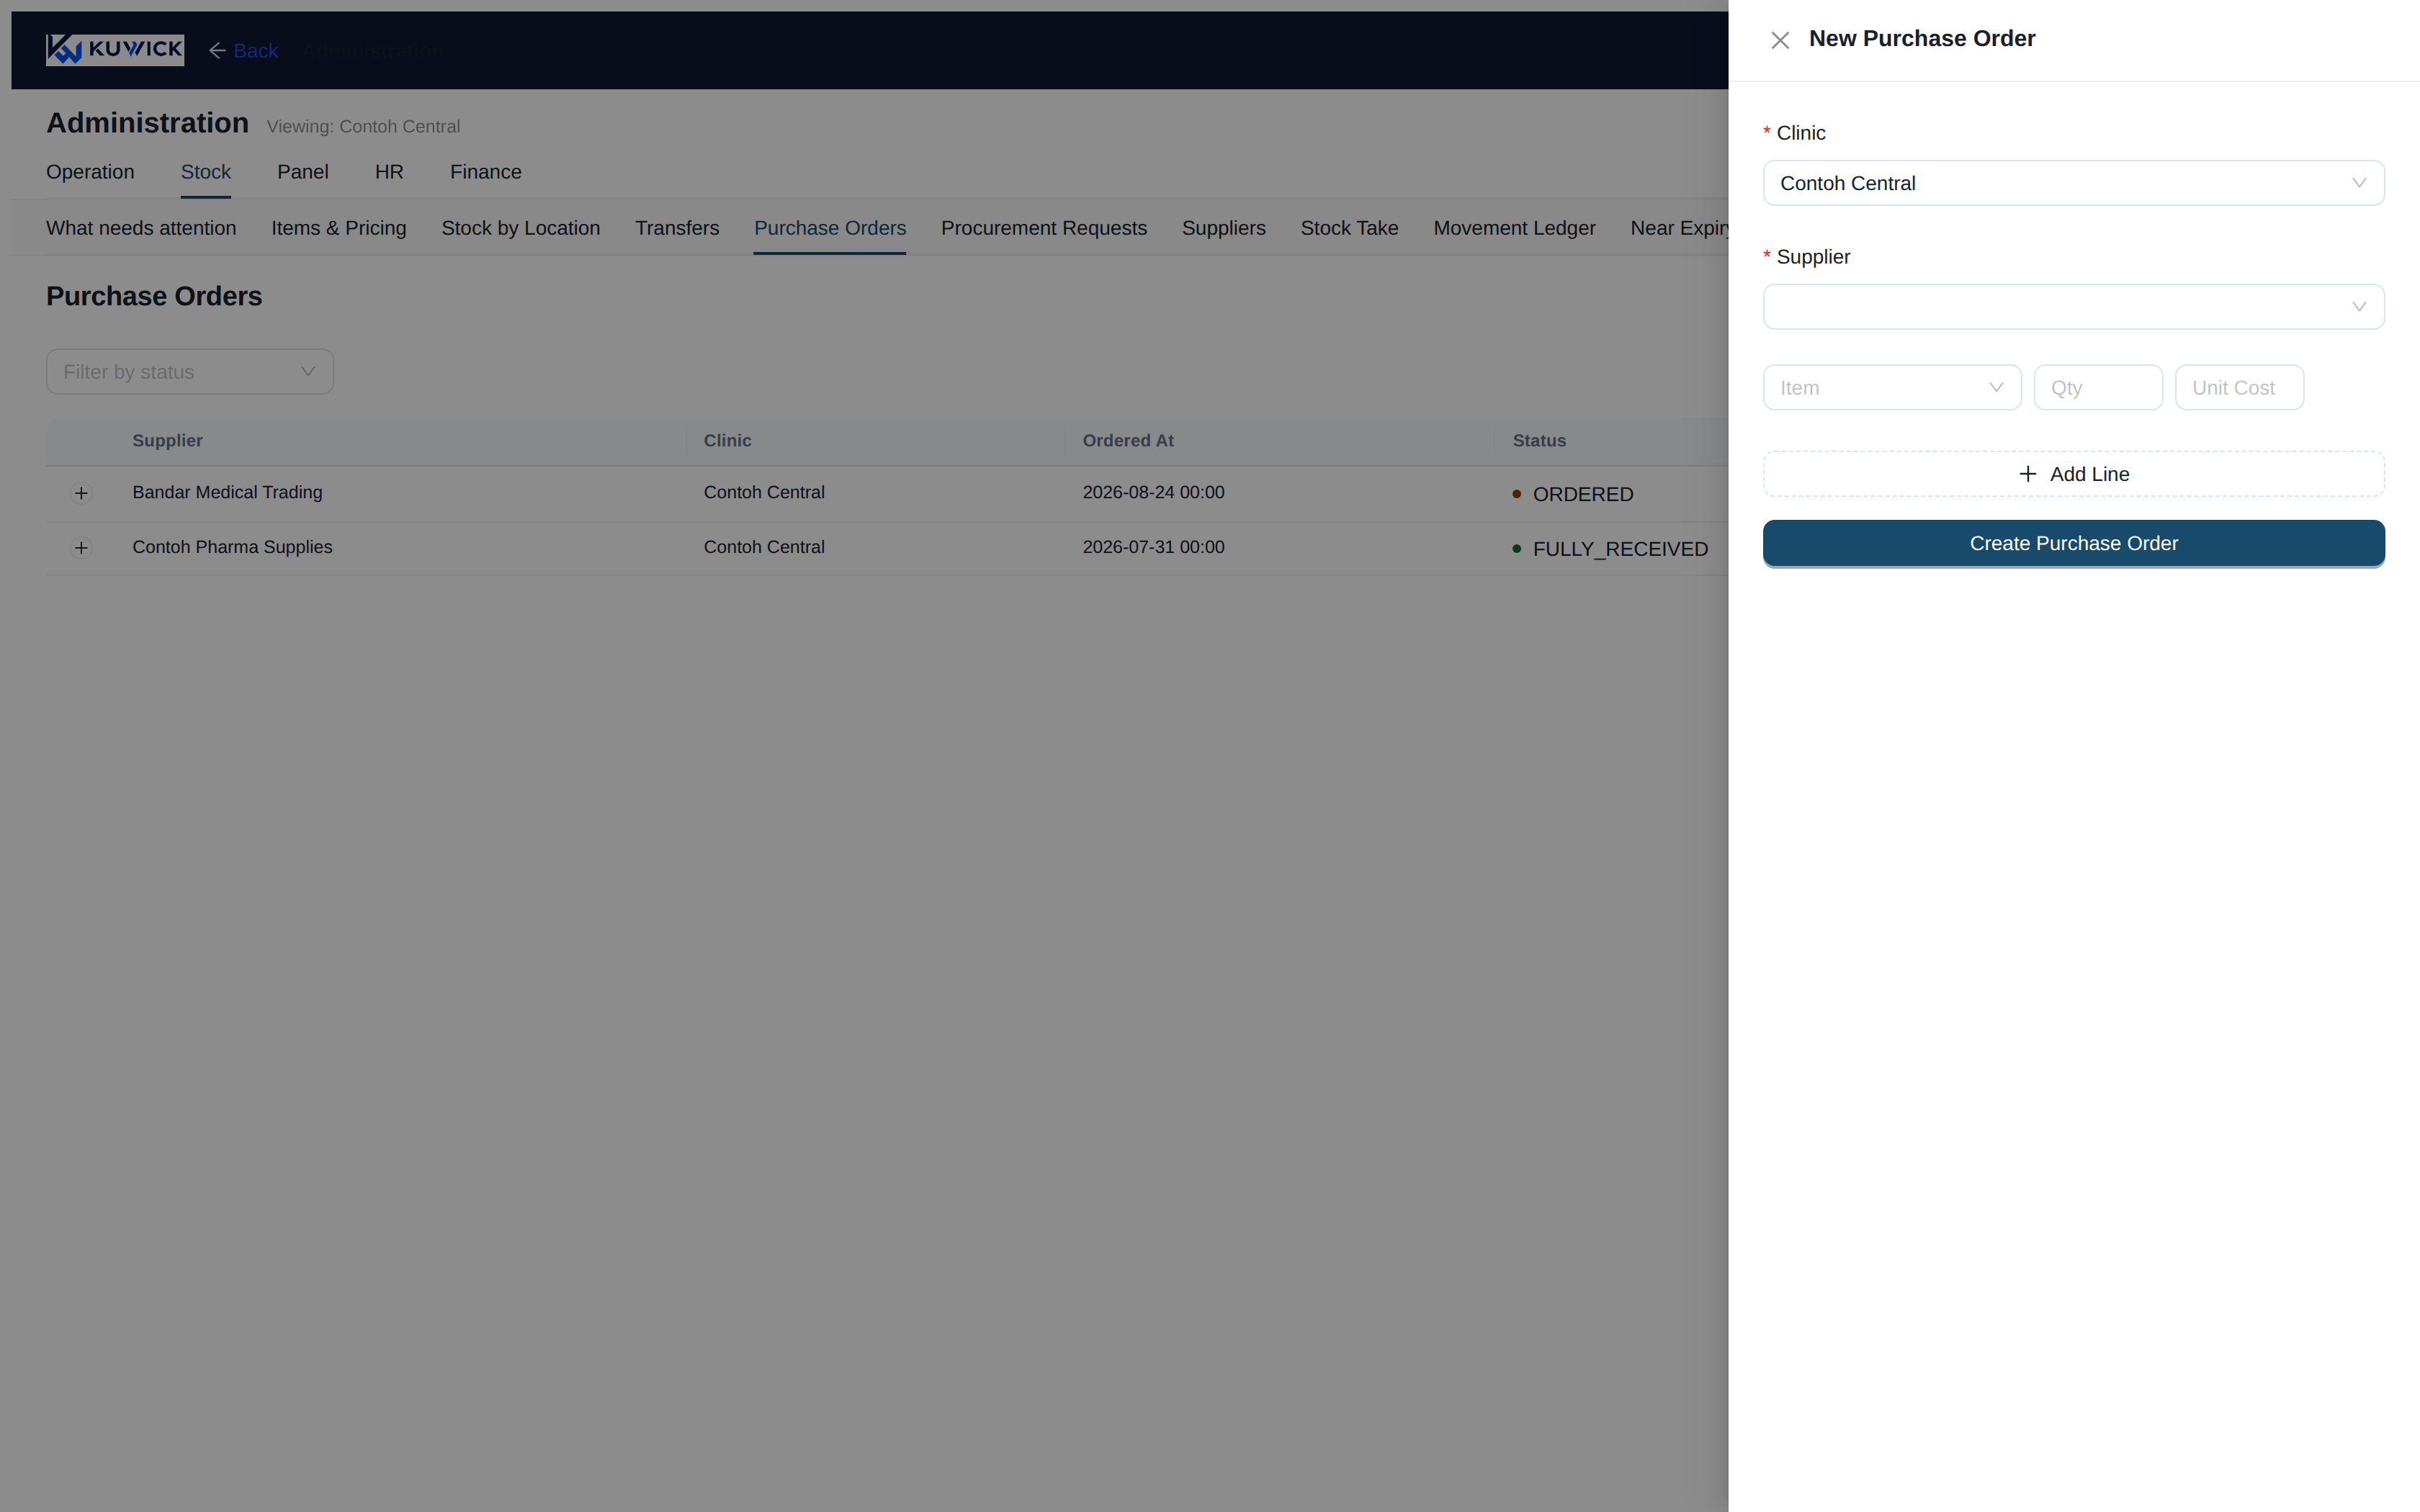 KUWICK
Back
Administration
Administration
Viewing: Contoh Central
Operation
Stock
Panel
HR
Finance
What needs attention
Items & Pricing
Stock by Location
Transfers
Purchase Orders
Procurement Requests
Suppliers
Stock Take
Movement Ledger
Near Expiry
Purchase Orders
Filter by status
Supplier
Clinic
Ordered At
Status
Bandar Medical Trading
Contoh Central
2026-08-24 00:00
ORDERED
Contoh Pharma Supplies
Contoh Central
2026-07-31 00:00
FULLY_RECEIVED
New Purchase Order
* Clinic
Contoh Central
* Supplier
Item
Qty
Unit Cost
Add Line
Create Purchase Order